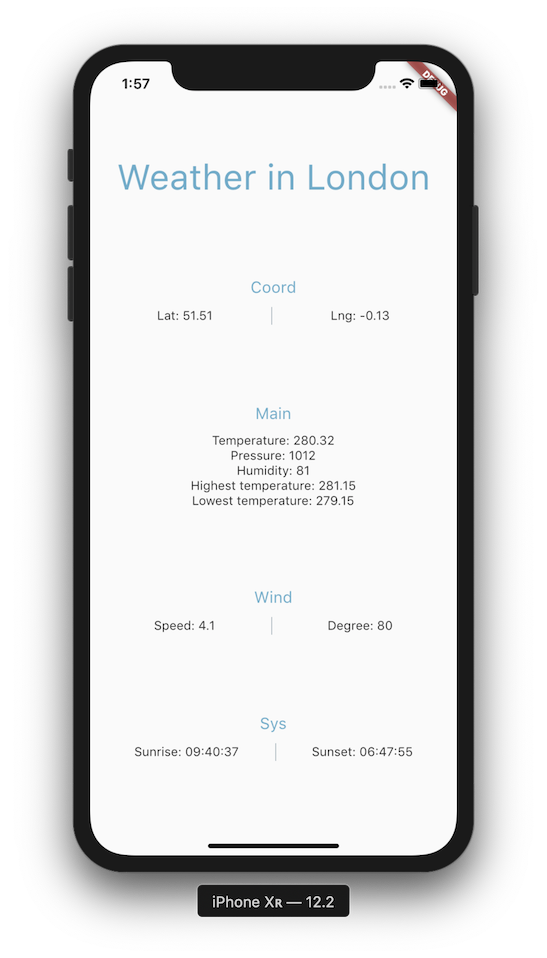 1:57
DEBUG
Weather in London
Coord
Lat: 51.51 Lng: -0.13
Main
Temperature: 280.32
Pressure: 1012
Humidity: 81
Highest temperature: 281.15
Lowest temperature: 279.15
Wind
Speed: 4.1 Degree: 80
Sys
Sunrise: 09:40:37 Sunset: 06:47:55
iPhone Xʀ — 12.2